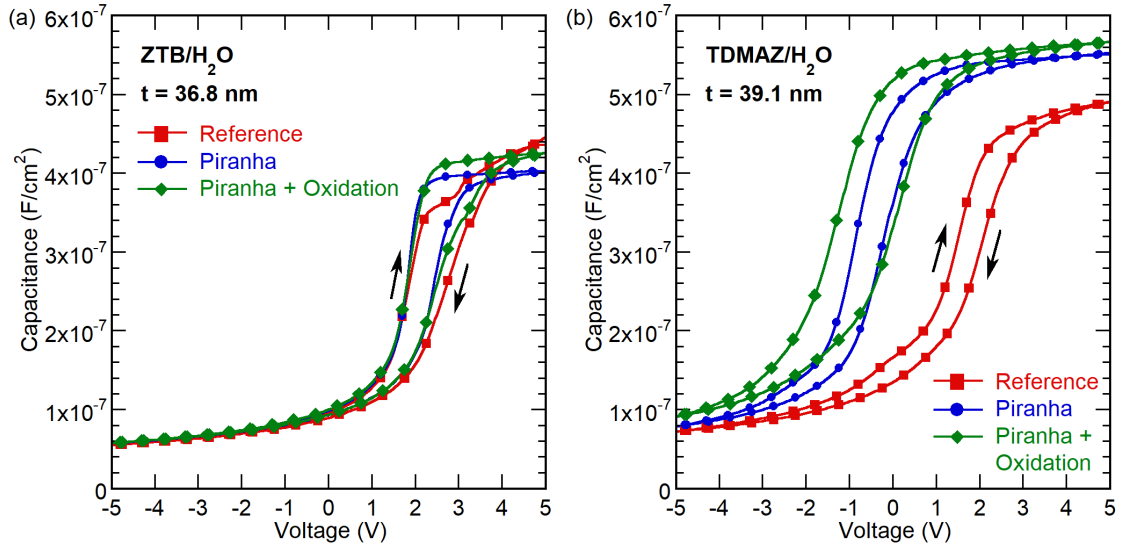 (a)
ZTB/H₂O
t = 36.8 nm
Reference
Piranha
Piranha + Oxidation
Capacitance (F/cm²)
6x10⁻⁷
5x10⁻⁷
4x10⁻⁷
3x10⁻⁷
2x10⁻⁷
1x10⁻⁷
0
-5 -4 -3 -2 -1 0 1 2 3 4 5
Voltage (V)
(b)
TDMAZ/H₂O
t = 39.1 nm
Reference
Piranha
Piranha +
Oxidation
Capacitance (F/cm²)
6x10⁻⁷
5x10⁻⁷
4x10⁻⁷
3x10⁻⁷
2x10⁻⁷
1x10⁻⁷
0
-5 -4 -3 -2 -1 0 1 2 3 4 5
Voltage (V)